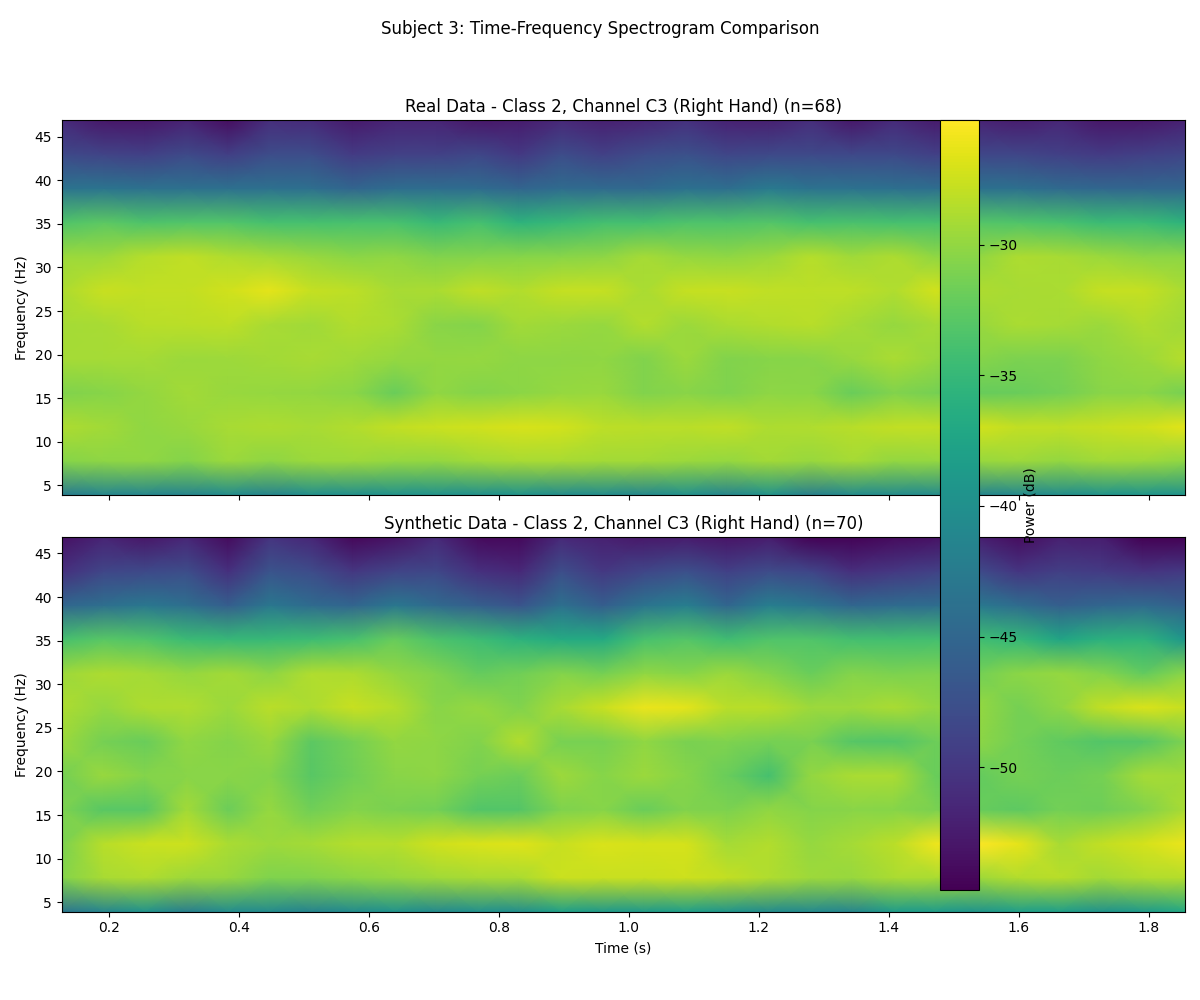 Subject 3: Time-Frequency Spectrogram Comparison
Real Data - Class 2, Channel C3 (Right Hand) (n=68)
Frequency (Hz)
45
40
35
30
25
20
15
10
5
−30
−35
−40
−45
−50
Power (dB)
Synthetic Data - Class 2, Channel C3 (Right Hand) (n=70)
Frequency (Hz)
45
40
35
30
25
20
15
10
5
0.2 0.4 0.6 0.8 1.0 1.2 1.4 1.6 1.8
Time (s)